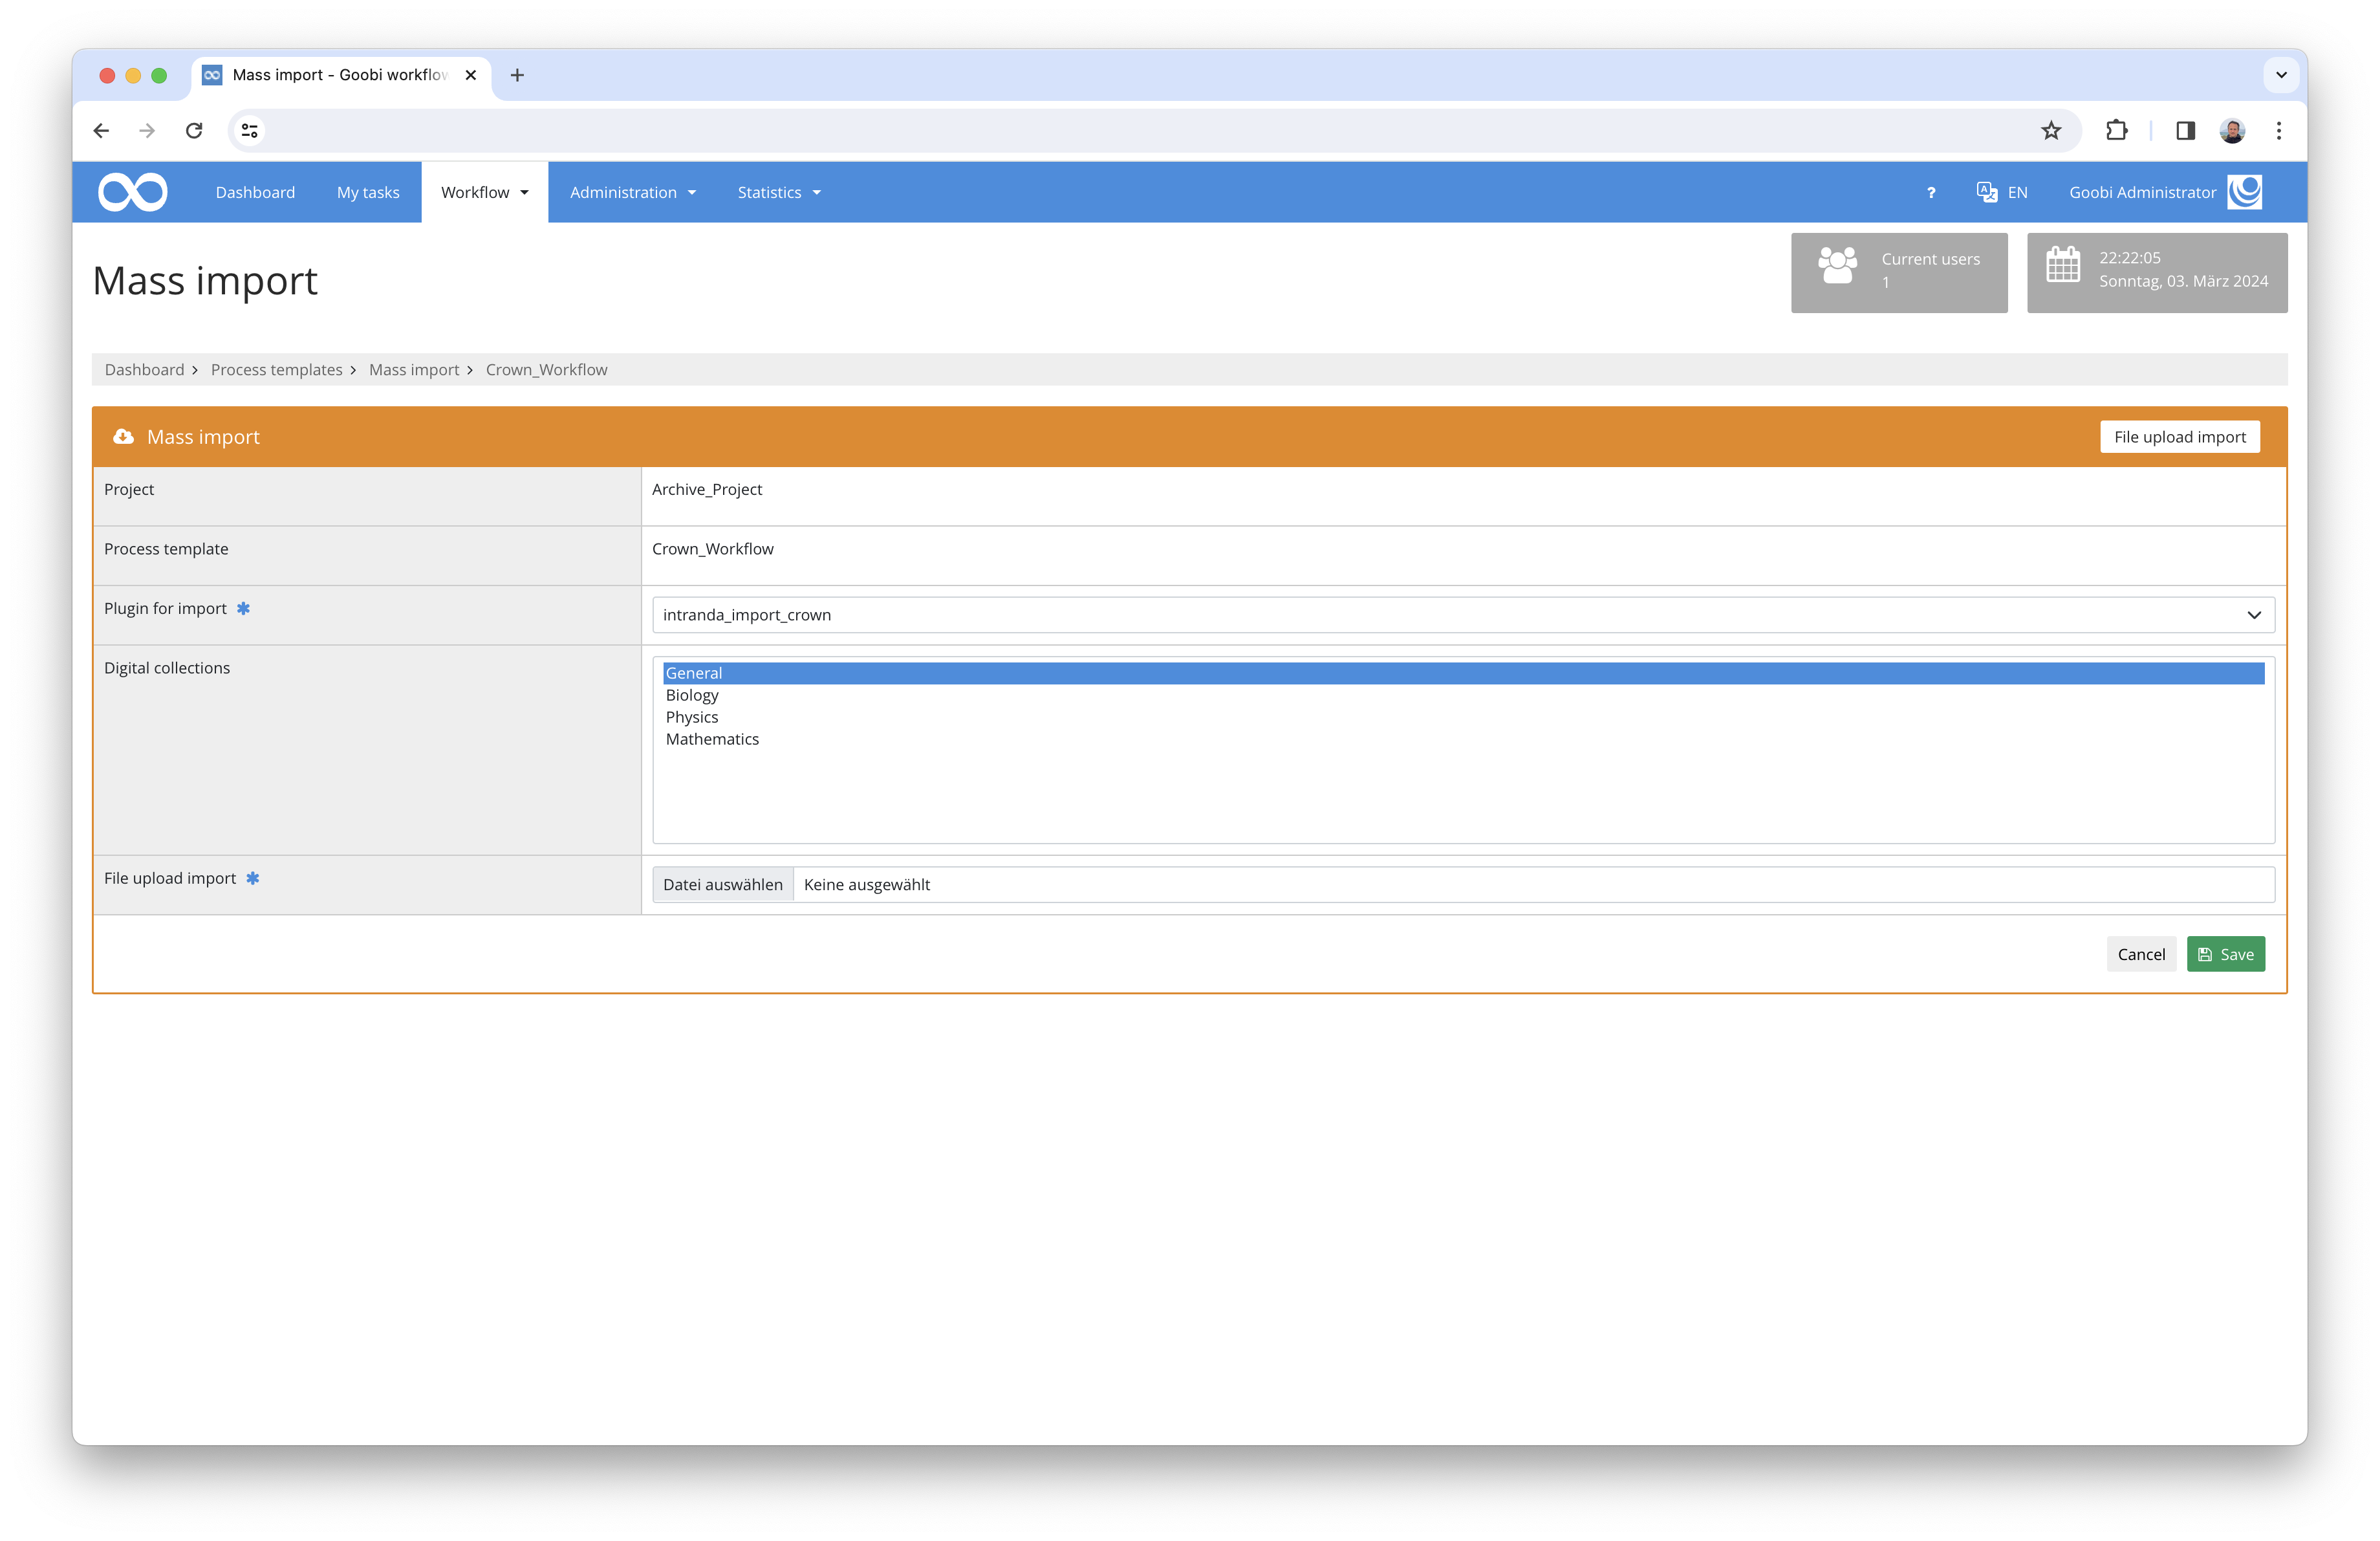 Mass import - Goobi workflow
Dashboard
My tasks
Workflow
Administration
Statistics
?
EN
Goobi Administrator
Mass import
Current users
1
22:22:05
Sonntag, 03. März 2024
Dashboard
Process templates
Mass import
Crown_Workflow
Mass import
File upload import
Project
Archive_Project
Process template
Crown_Workflow
Plugin for import
intranda_import_crown
Digital collections
General
Biology
Physics
Mathematics
File upload import
Datei auswählen
Keine ausgewählt
Cancel
Save